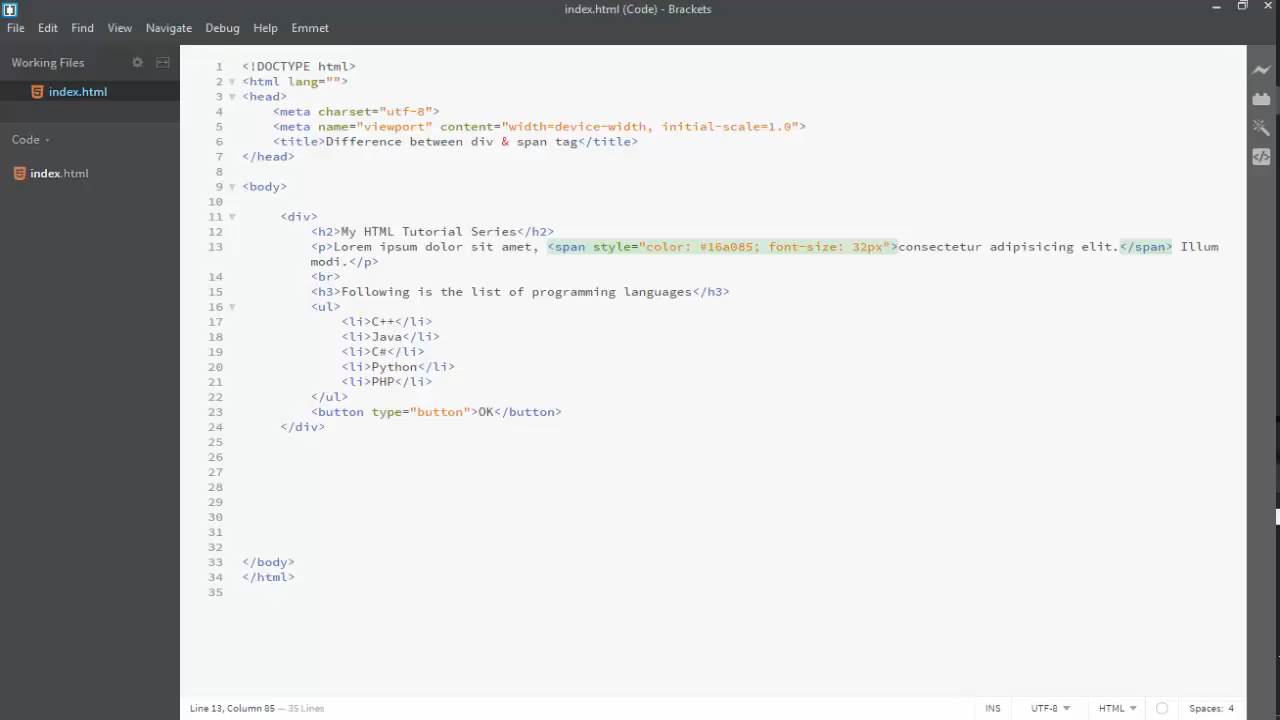 index.html (Code) - Brackets
File Edit Find View Navigate Debug Help Emmet
Working Files
index.html
Code
index.html
1 <!DOCTYPE html>
2 <html lang="">
3 <head>
4 <meta charset="utf-8">
5 <meta name="viewport" content="width=device-width, initial-scale=1.0">
6 <title>Difference between div & span tag</title>
7 </head>
8
9 <body>
10
11 <div>
12 <h2>My HTML Tutorial Series</h2>
13 <p>Lorem ipsum dolor sit amet, <span style="color: #16a085; font-size: 32px">consectetur adipisicing elit.</span> Illum
modi.</p>
14 <br>
15 <h3>Following is the list of programming languages</h3>
16 <ul>
17 <li>C++</li>
18 <li>Java</li>
19 <li>C#</li>
20 <li>Python</li>
21 <li>PHP</li>
22 </ul>
23 <button type="button">OK</button>
24 </div>
25
26
27
28
29
30
31
32
33 </body>
34 </html>
35
Line 13, Column 85 — 35 Lines
INS UTF-8 HTML Spaces: 4